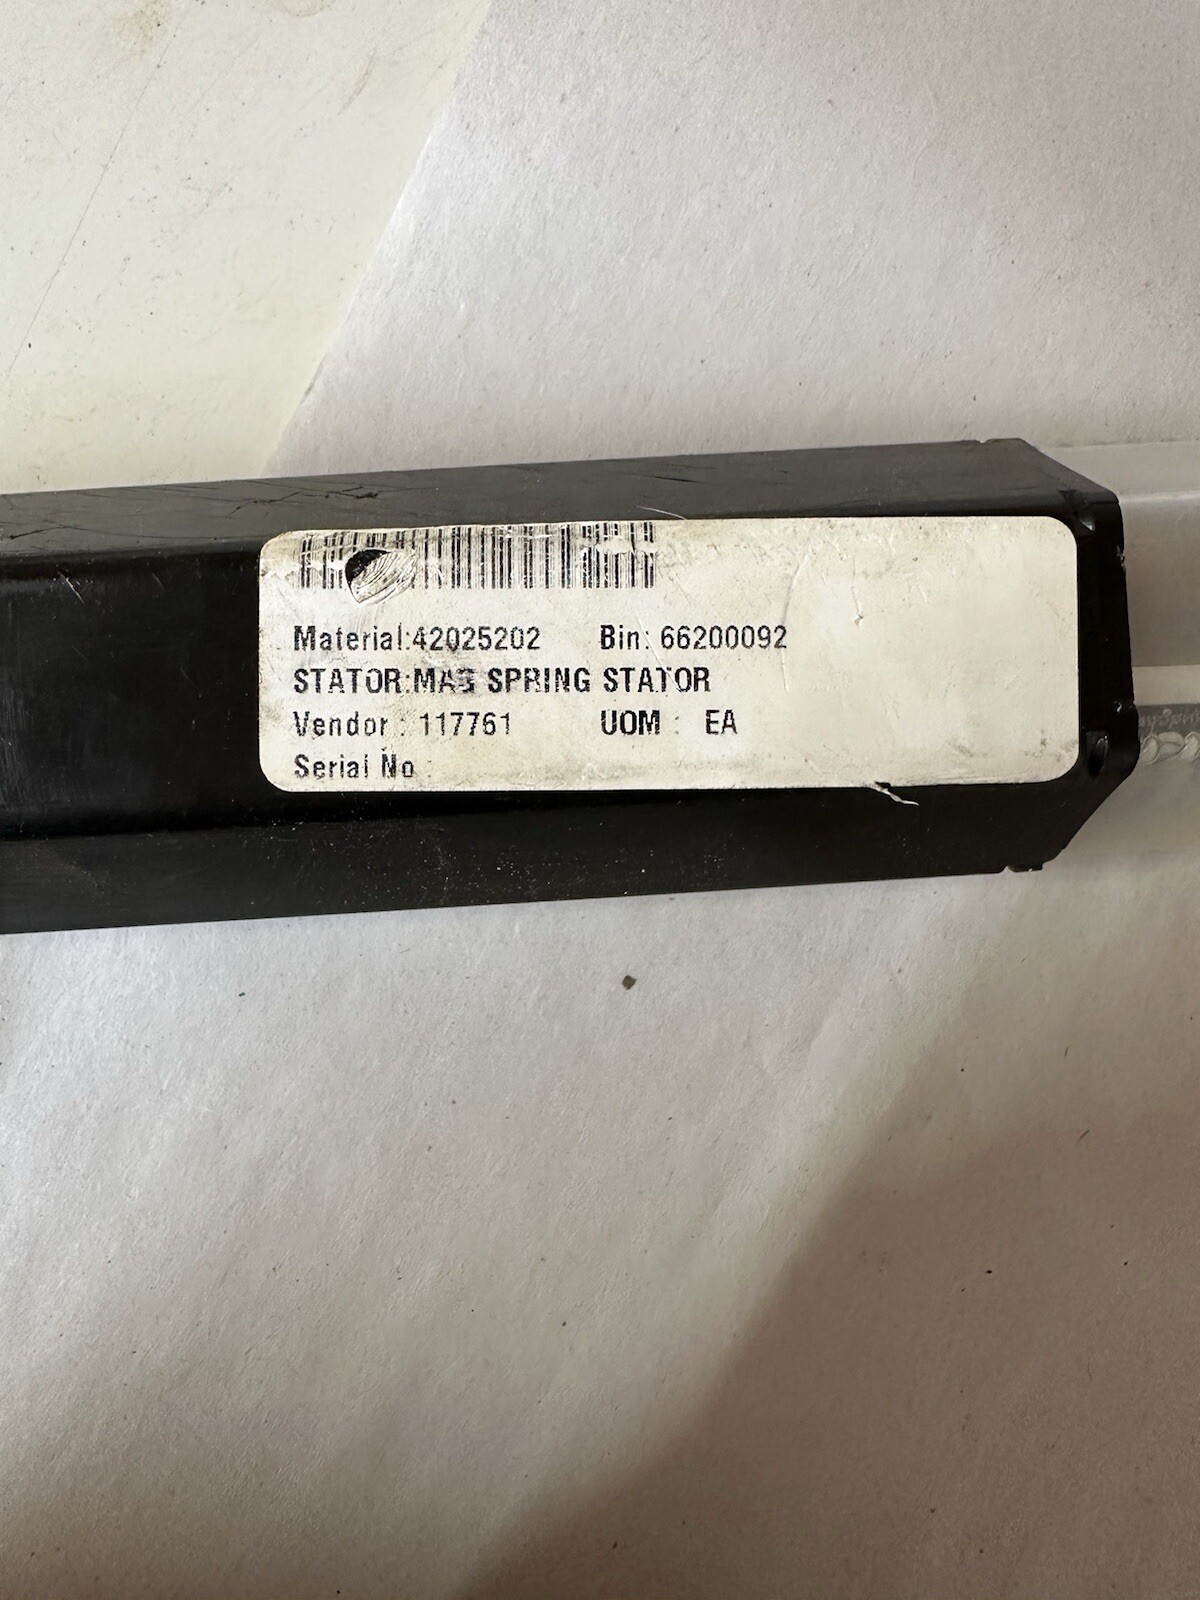 Material:42025202 Bin: 66200092
STATOR:MAG SPRING STATOR
Vendor : 117761 UOM : EA
Serial No :